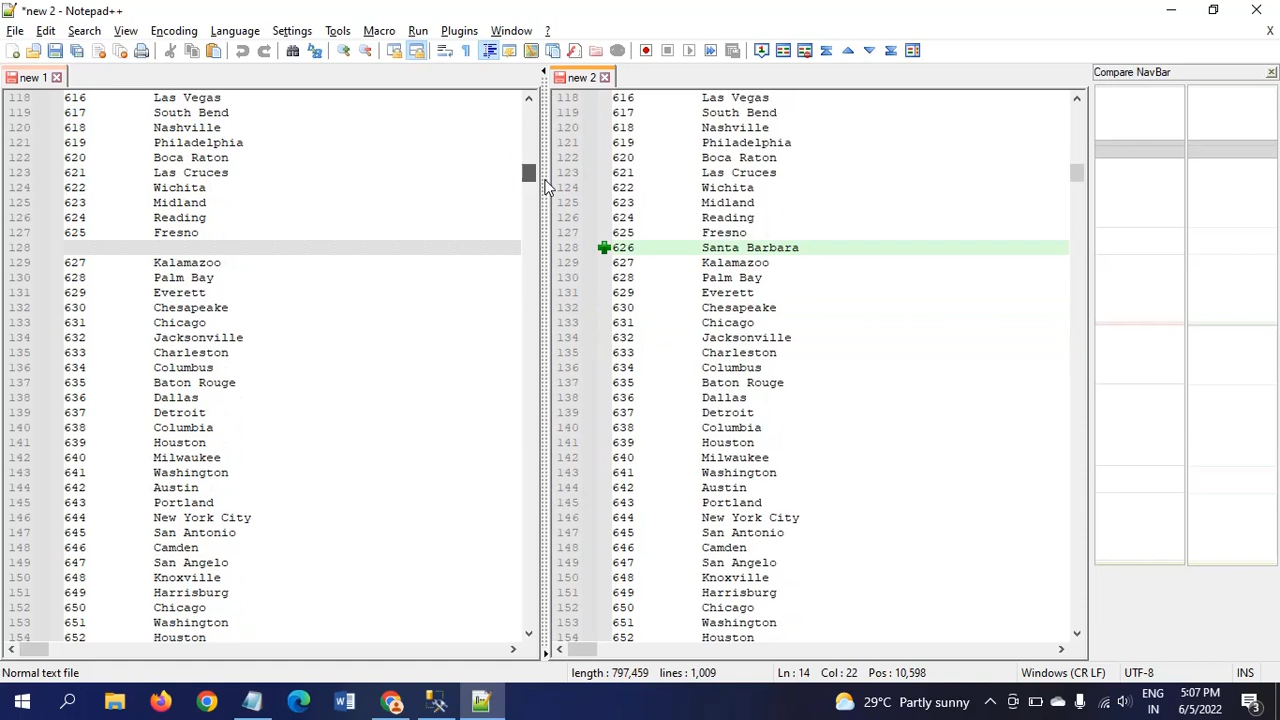 *new 2 - Notepad++
File Edit Search View Encoding Language Settings Tools Macro Run Plugins Window ? X
new 1
118 616 Las Vegas
119 617 South Bend
120 618 Nashville
121 619 Philadelphia
122 620 Boca Raton
123 621 Las Cruces
124 622 Wichita
125 623 Midland
126 624 Reading
127 625 Fresno
128
129 627 Kalamazoo
130 628 Palm Bay
131 629 Everett
132 630 Chesapeake
133 631 Chicago
134 632 Jacksonville
135 633 Charleston
136 634 Columbus
137 635 Baton Rouge
138 636 Dallas
139 637 Detroit
140 638 Columbia
141 639 Houston
142 640 Milwaukee
143 641 Washington
144 642 Austin
145 643 Portland
146 644 New York City
147 645 San Antonio
148 646 Camden
149 647 San Angelo
150 648 Knoxville
151 649 Harrisburg
152 650 Chicago
153 651 Washington
154 652 Houston
new 2
118 616 Las Vegas
119 617 South Bend
120 618 Nashville
121 619 Philadelphia
122 620 Boca Raton
123 621 Las Cruces
124 622 Wichita
125 623 Midland
126 624 Reading
127 625 Fresno
128 626 Santa Barbara
129 627 Kalamazoo
130 628 Palm Bay
131 629 Everett
132 630 Chesapeake
133 631 Chicago
134 632 Jacksonville
135 633 Charleston
136 634 Columbus
137 635 Baton Rouge
138 636 Dallas
139 637 Detroit
140 638 Columbia
141 639 Houston
142 640 Milwaukee
143 641 Washington
144 642 Austin
145 643 Portland
146 644 New York City
147 645 San Antonio
148 646 Camden
149 647 San Angelo
150 648 Knoxville
151 649 Harrisburg
152 650 Chicago
153 651 Washington
154 652 Houston
Compare NavBar
Normal text file length : 797,459 lines : 1,009 Ln : 14 Col : 22 Pos : 10,598 Windows (CR LF) UTF-8 INS
29°C Partly sunny
ENG
IN
5:07 PM
6/5/2022
3